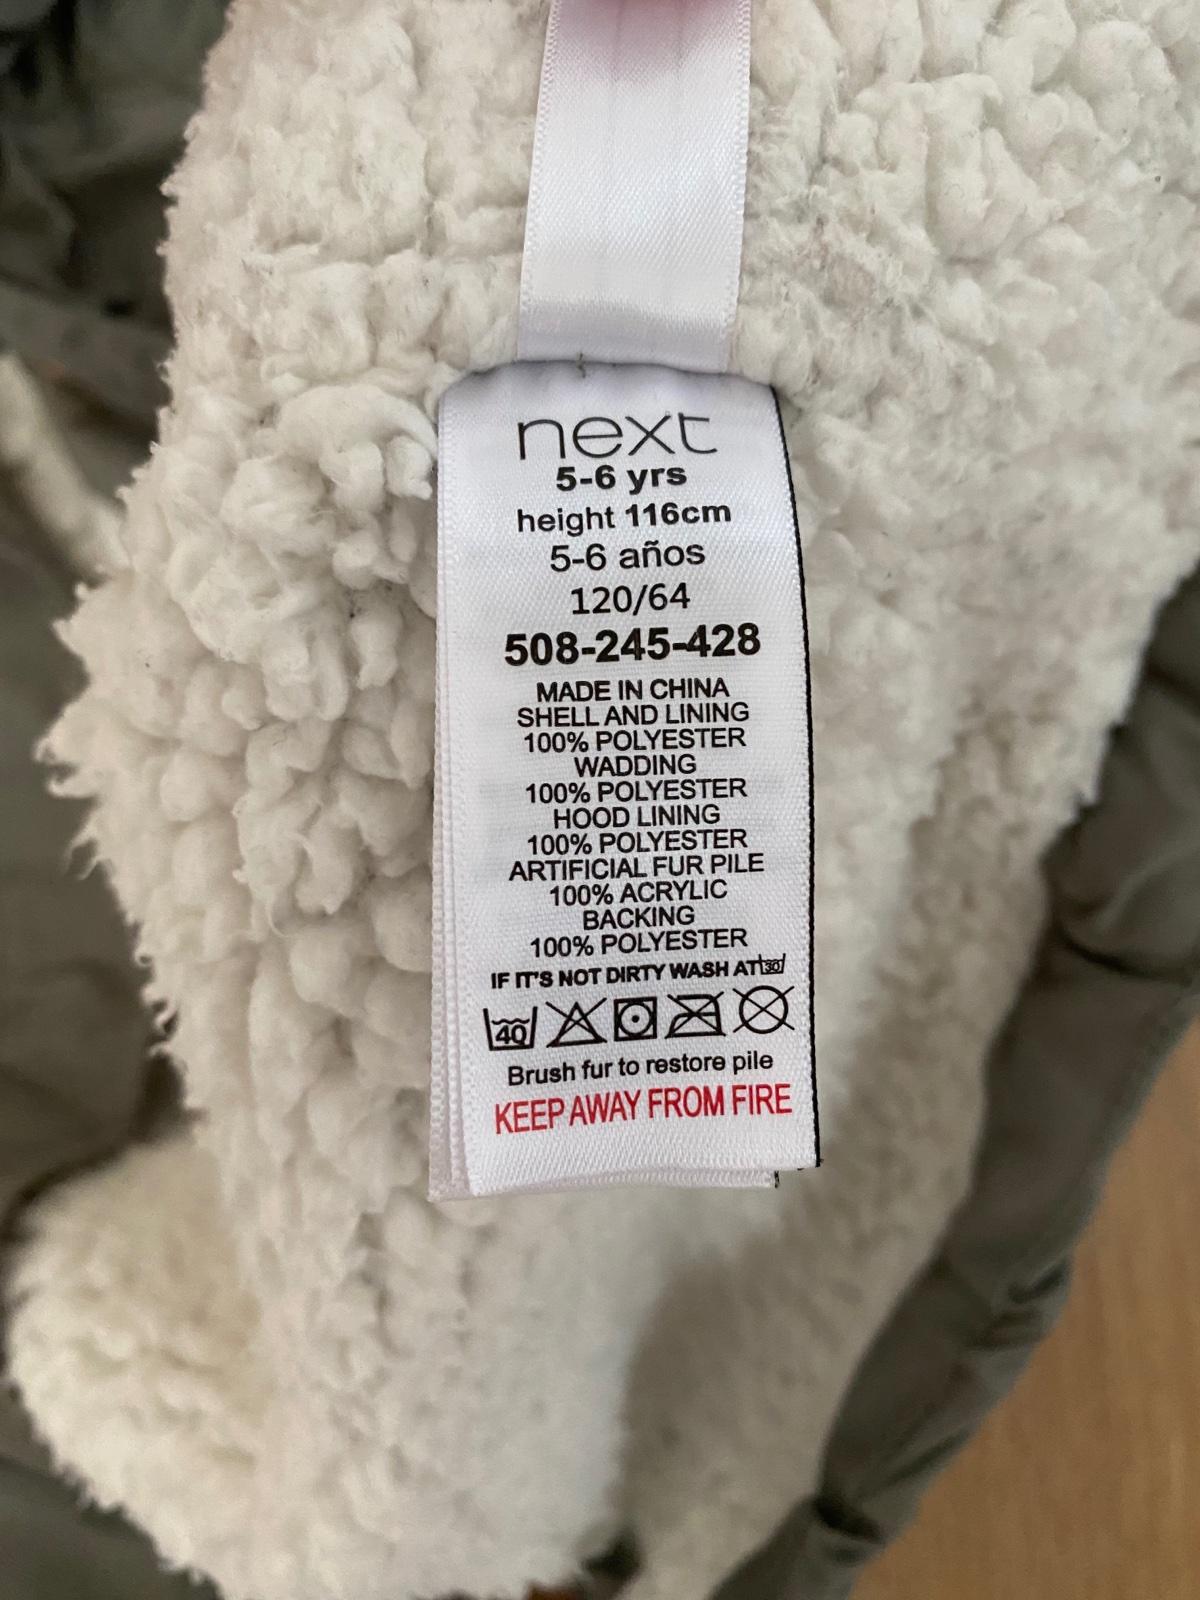 next
5-6 yrs
height 116cm
5-6 años
120/64
508-245-428
MADE IN CHINA
SHELL AND LINING
100% POLYESTER
WADDING
100% POLYESTER
HOOD LINING
100% POLYESTER
ARTIFICIAL FUR PILE
100% ACRYLIC
BACKING
100% POLYESTER
IF IT'S NOT DIRTY WASH AT 30
40
Brush fur to restore pile
KEEP AWAY FROM FIRE